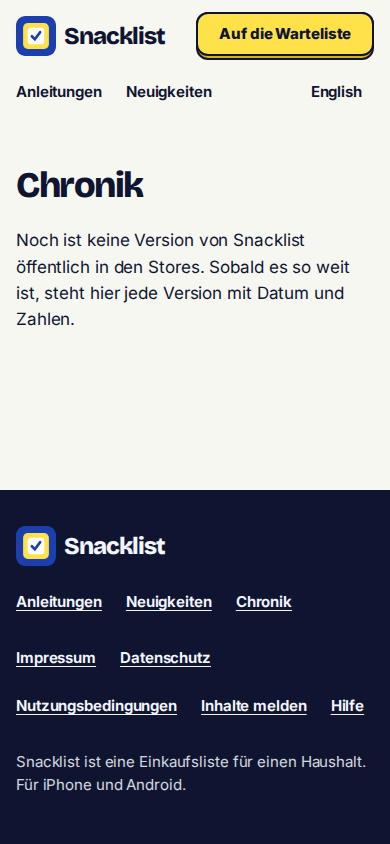 Snacklist
Auf die Warteliste
Anleitungen Neuigkeiten English
Chronik
Noch ist keine Version von Snacklist
öffentlich in den Stores. Sobald es so weit
ist, steht hier jede Version mit Datum und
Zahlen.
Snacklist
Anleitungen Neuigkeiten Chronik
Impressum Datenschutz
Nutzungsbedingungen Inhalte melden Hilfe
Snacklist ist eine Einkaufsliste für einen Haushalt.
Für iPhone und Android.